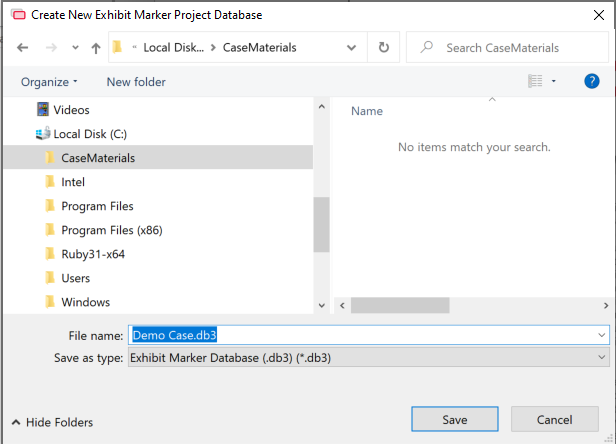 Create New Exhibit Marker Project Database
Local Disk... CaseMaterials
Search CaseMaterials
Organize
New folder
?
Videos
Local Disk (C:)
CaseMaterials
Intel
Program Files
Program Files (x86)
Ruby31-x64
Users
Windows
Name
No items match your search.
File name: Demo Case.db3
Save as type: Exhibit Marker Database (.db3) (*.db3)
Hide Folders
Save
Cancel